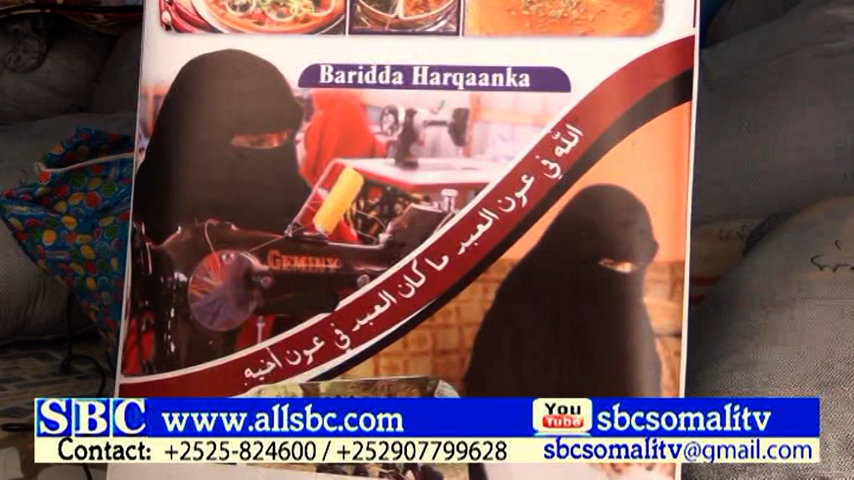 Baridda Harqaanka
الله في عون العبد ما كان العبد في عون أخيه.
GEMINY
SBC www.allsbc.com
You Tube sbcsomalitv
Contact: +2525-824600 / +252907799628
sbcsomalitv@gmail.com